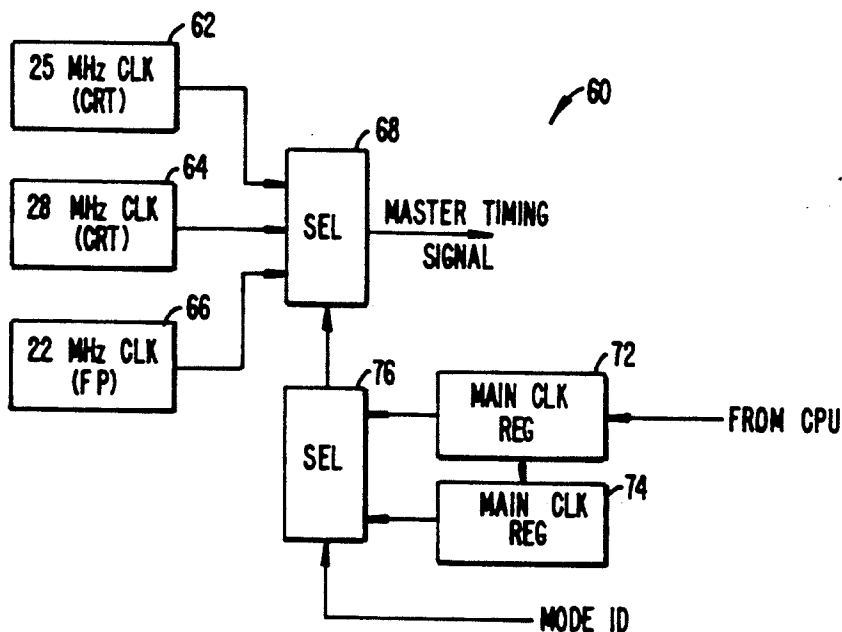 62
25 MHz CLK
(CRT)
60
68
64
28 MHz CLK
(CRT)
SEL
MASTER TIMING
SIGNAL
66
22 MHz CLK
(FP)
76
72
MAIN CLK
REG
FROM CPU
SEL
74
MAIN CLK
REG
MODE ID